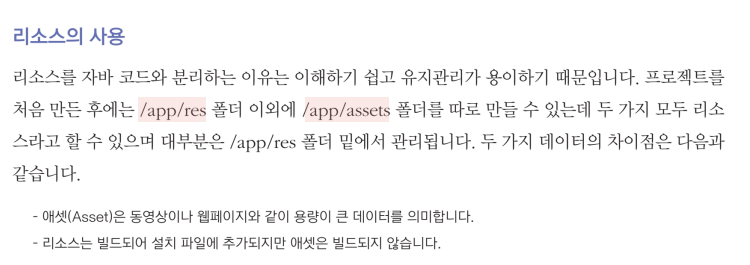 리소스의 사용
리소스를 자바 코드와 분리하는 이유는 이해하기 쉽고 유지관리가 용이하기 때문입니다. 프로젝트를
처음 만든 후에는 /app/res 폴더 이외에 /app/assets 폴더를 따로 만들 수 있는데 두 가지 모두 리소
스라고 할 수 있으며 대부분은 /app/res 폴더 밑에서 관리됩니다. 두 가지 데이터의 차이점은 다음과
같습니다.
- 애셋(Asset)은 동영상이나 웹페이지와 같이 용량이 큰 데이터를 의미합니다.
- 리소스는 빌드되어 설치 파일에 추가되지만 애셋은 빌드되지 않습니다.